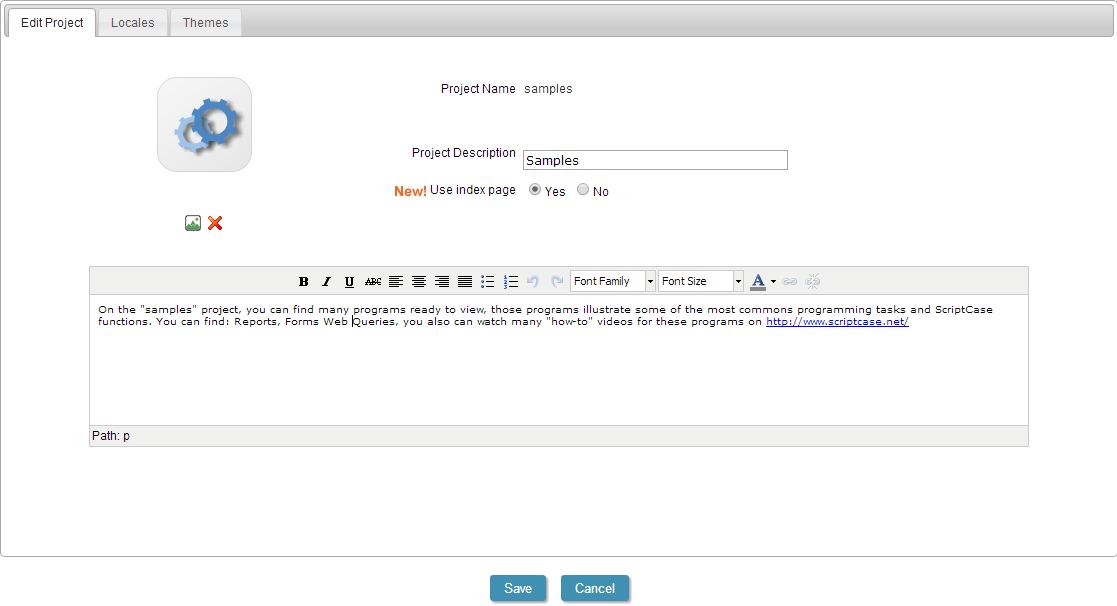 Edit Project Locales Themes
Project Name samples
Project Description Samples
New! Use index page Yes No
B I U ABC Font Family Font Size A
On the "samples" project, you can find many programs ready to view, those programs illustrate some of the most commons programming tasks and ScriptCase
functions. You can find: Reports, Forms Web Queries, you also can watch many "how-to" videos for these programs on http://www.scriptcase.net/
Path: p
Save Cancel